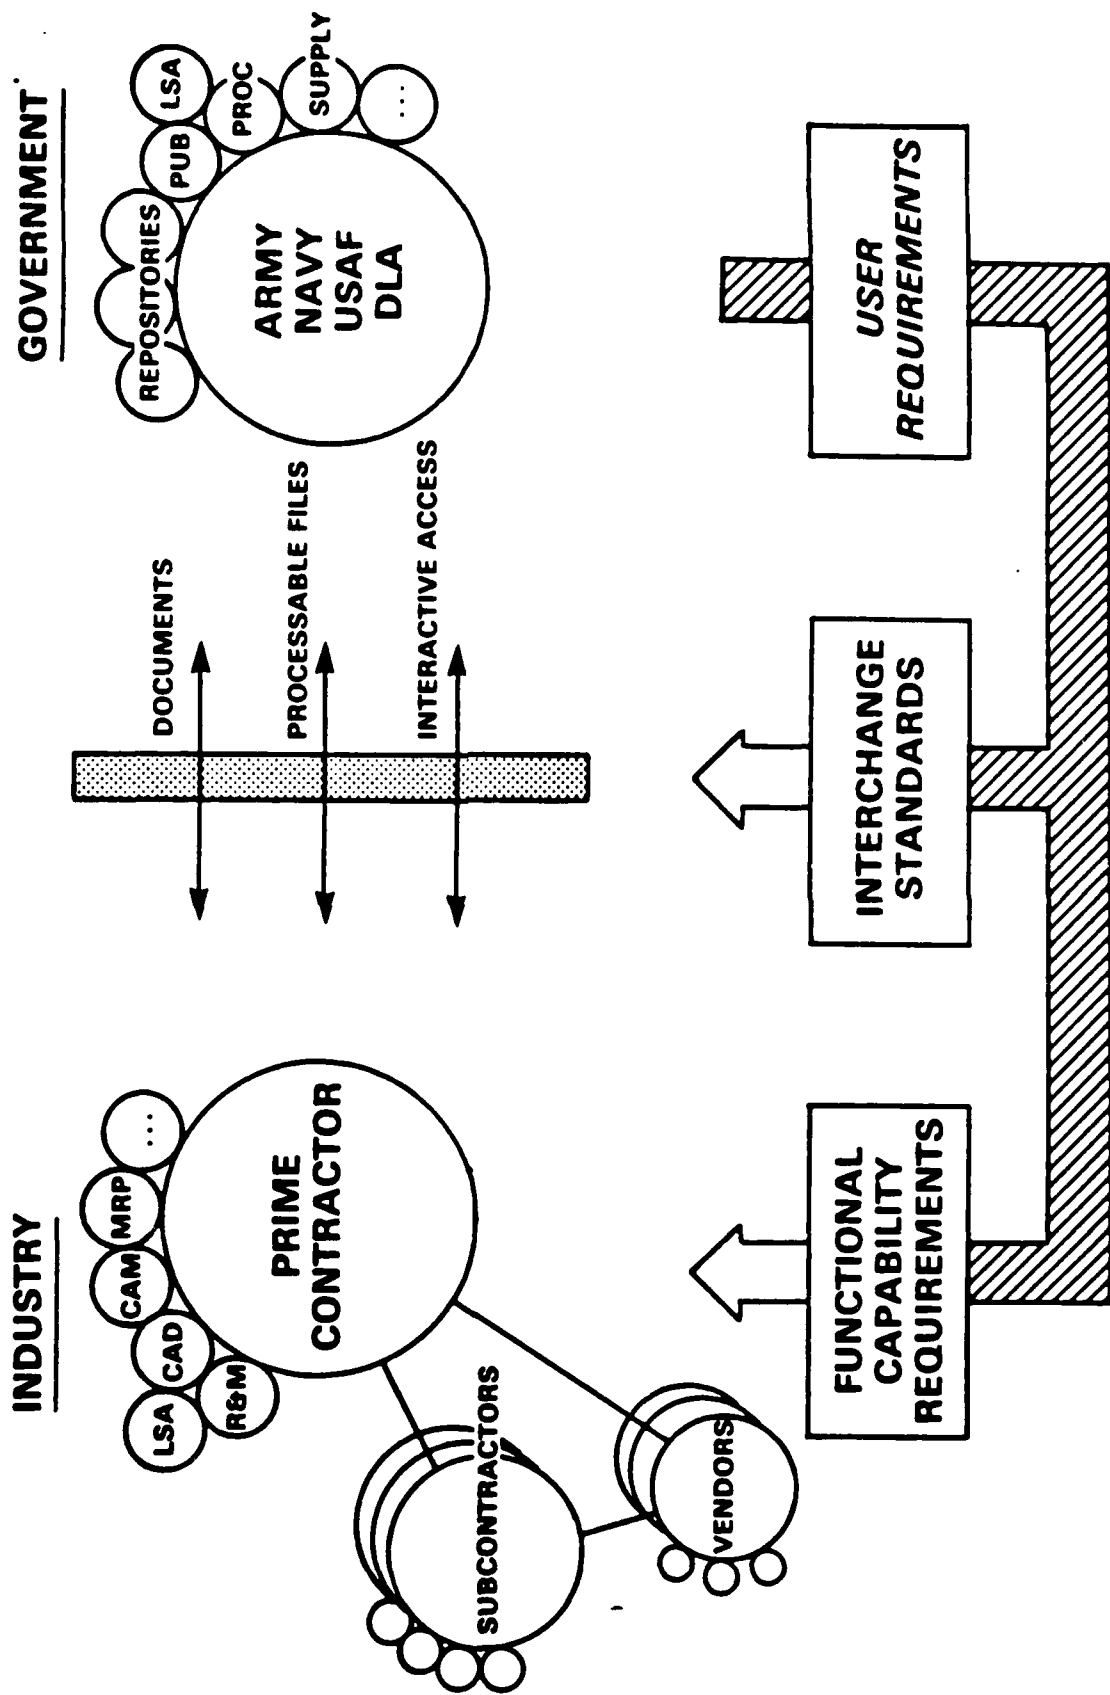 INDUSTRY
GOVERNMENT
LSA
R&M
CAD
CAM
MRP
...
PRIME
CONTRACTOR
SUBCONTRACTORS
VENDORS
DOCUMENTS
PROCESSABLE FILES
INTERACTIVE ACCESS
REPOSITORIES
PUB
LSA
PROC
SUPPLY
...
ARMY
NAVY
USAF
DLA
FUNCTIONAL
CAPABILITY
REQUIREMENTS
INTERCHANGE
STANDARDS
USER
REQUIREMENTS